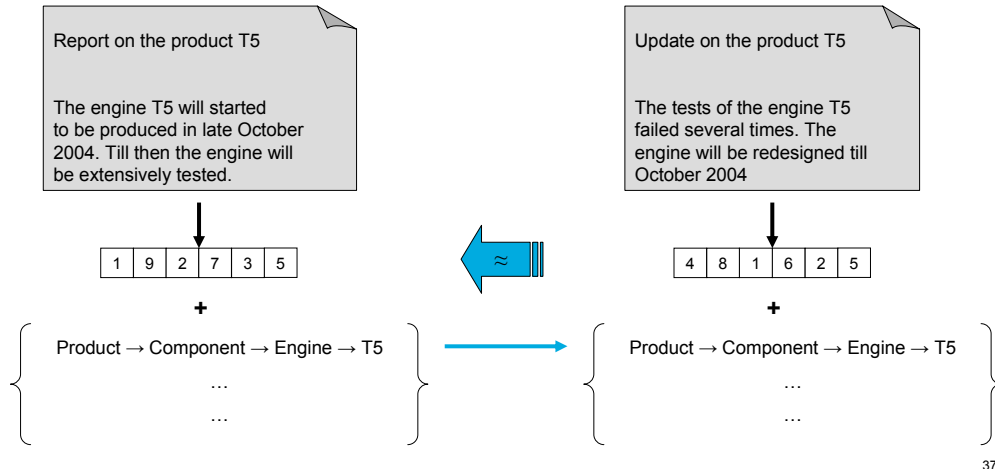 Report on the product T5
The engine T5 will started
to be produced in late October
2004. Till then the engine will
be extensively tested.
Update on the product T5
The tests of the engine T5
failed several times. The
engine will be redesigned till
October 2004
1 9 2 7 3 5
≈
4 8 1 6 2 5
+
+
Product → Component → Engine → T5
…
…
Product → Component → Engine → T5
…
…
37